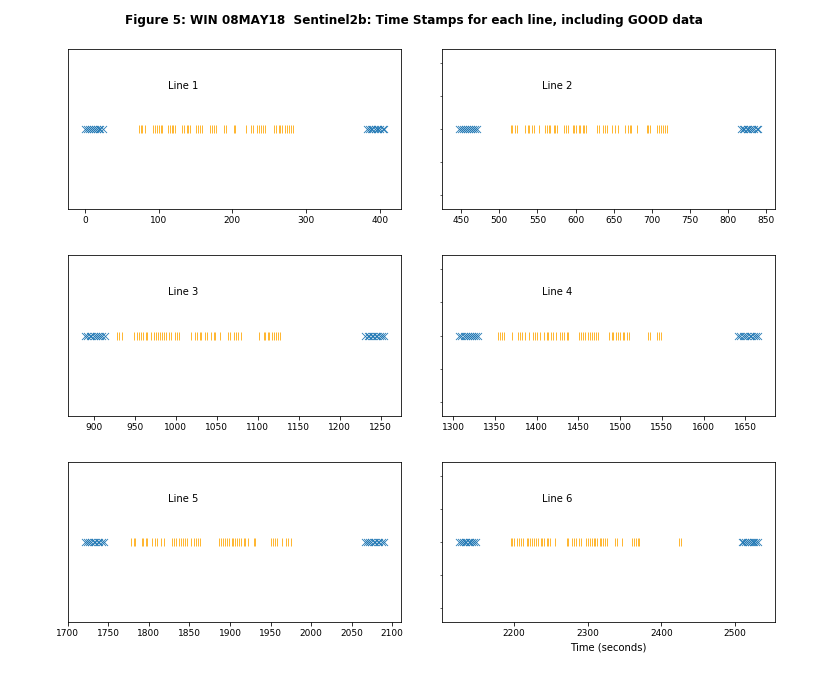 Figure 5: WIN 08MAY18  Sentinel2b: Time Stamps for each line, including GOOD data
Line 1
0 100 200 300 400
Line 2
450 500 550 600 650 700 750 800 850
Line 3
900 950 1000 1050 1100 1150 1200 1250
Line 4
1300 1350 1400 1450 1500 1550 1600 1650
Line 5
1700 1750 1800 1850 1900 1950 2000 2050 2100
Line 6
2200 2300 2400 2500
Time (seconds)